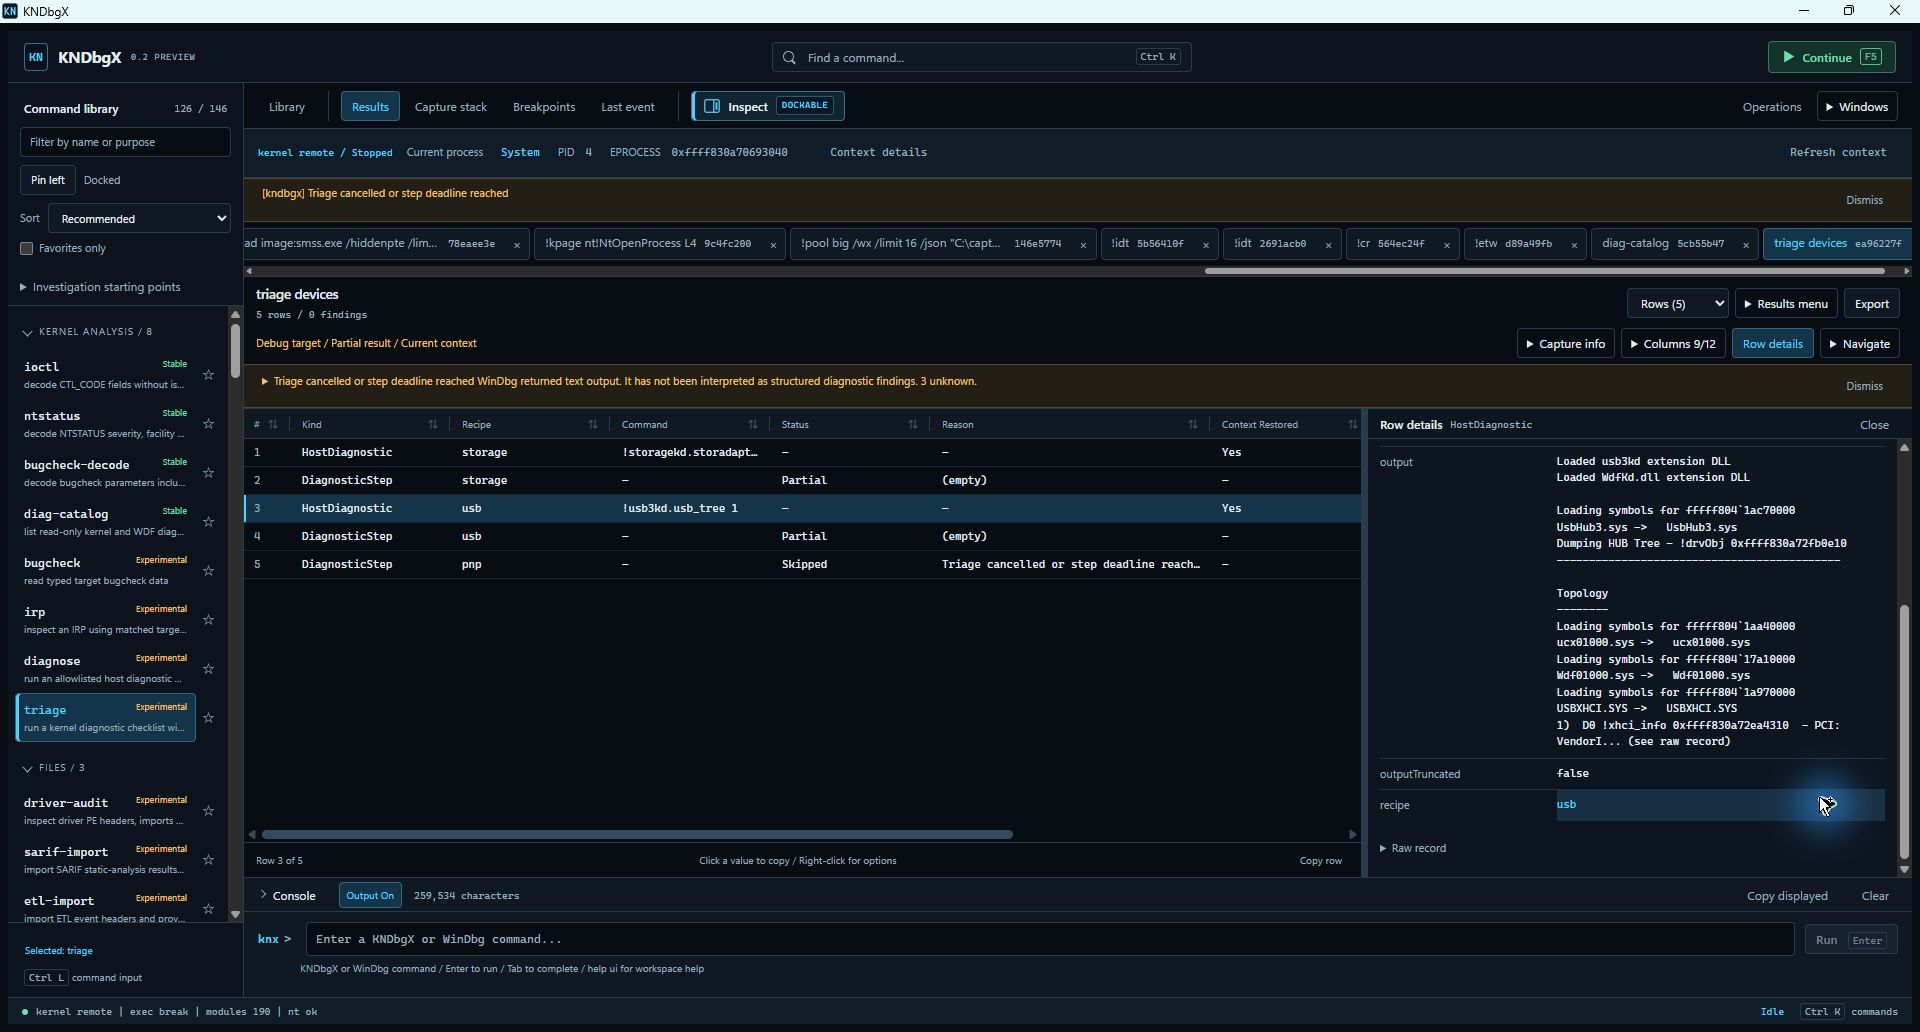 KN KNDbgX
KN KNDbgX 0.2 PREVIEW
Find a command... Ctrl K
Continue F5
Command library 126 / 146
Filter by name or purpose
Pin left Docked
Sort Recommended
Favorites only
Investigation starting points
KERNEL ANALYSIS / 8
ioctl Stable
decode CTL_CODE fields without is...
ntstatus Stable
decode NTSTATUS severity, facility ...
bugcheck-decode Stable
decode bugcheck parameters inclu...
diag-catalog Stable
list read-only kernel and WDF diag...
bugcheck Experimental
read typed target bugcheck data
irp Experimental
inspect an IRP using matched targe...
diagnose Experimental
run an allowlisted host diagnostic ...
triage Experimental
run a kernel diagnostic checklist wi...
FILES / 3
driver-audit Experimental
inspect driver PE headers, imports ...
sarif-import Experimental
import SARIF static-analysis results...
etl-import Experimental
import ETL event headers and prov...
Selected: triage
Ctrl L command input
Library Results Call stack Breakpoints Last event Inspect DOCKABLE Operations Windows
kernel remote / Stopped Current process System PID 4 EPROCESS 0xffff830a70693040 Context details Refresh context
[kndbgx] Triage cancelled or step deadline reached Dismiss
ad image:smss.exe /hiddenpte /lim... 78eaee3e × !kpage nt!NtOpenProcess L4 9c4fc200 × !pool big /wx /limit 16 /json "C:\capt... 146e5774 × !idt 5b56410f × !idt 2691acb0 × !cr 564ec24f × !etw d89a49fb × diag-catalog 5cb55b47 × triage devices ea96227f
triage devices
5 rows / 0 findings
Rows (5) Results menu Export
Debug target / Partial result / Current context
Capture info Columns 9/12 Row details Navigate
Triage cancelled or step deadline reached WinDbg returned text output. It has not been interpreted as structured diagnostic findings. 3 unknown. Dismiss
# Kind Recipe Command Status Reason Context Restored
1 HostDiagnostic storage !storagekd.storadapt… – – Yes
2 DiagnosticStep storage – Partial (empty) –
3 HostDiagnostic usb !usb3kd.usb_tree 1 – – Yes
4 DiagnosticStep usb – Partial (empty) –
5 DiagnosticStep pnp – Skipped Triage cancelled or step deadline reach… –
Row 3 of 5 Click a value to copy / Right-click for options Copy row
Row details HostDiagnostic Close
output
Loaded usb3kd extension DLL
Loaded WdfKd.dll extension DLL
Loading symbols for fffff804`1ac70000
UsbHub3.sys -> UsbHub3.sys
Dumping HUB Tree - !drvObj 0xffff830a72fb0e10
--------------------------------------------
Topology
--------
Loading symbols for fffff804`1aa40000
ucx01000.sys -> ucx01000.sys
Loading symbols for fffff804`17a10000
Wdf01000.sys -> Wdf01000.sys
Loading symbols for fffff804`1a970000
USBXHCI.SYS -> USBXHCI.SYS
1) D0 !xhci_info 0xffff830a72ea4310 - PCI:
VendorI... (see raw record)
outputTruncated false
recipe usb
Raw record
Console Output On 259,534 characters Copy displayed Clear
knx > Enter a KNDbgX or WinDbg command... Run Enter
KNDbgX or WinDbg command / Enter to run / Tab to complete / help ui for workspace help
kernel remote | exec break | modules 190 | nt ok
Idle Ctrl K commands